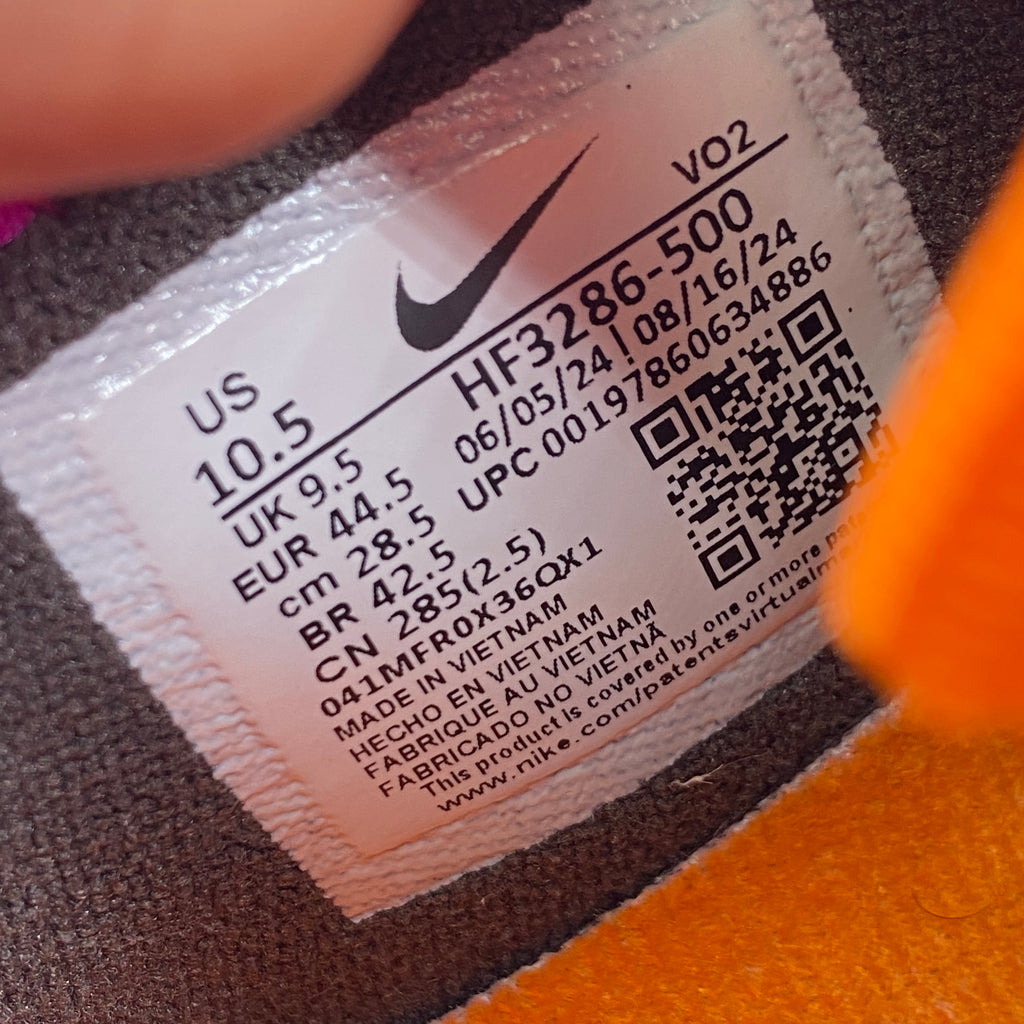 VO2
US
10.5
HF3286-500
UK 9.5
06/05/24 | 08/16/24
EUR 44.5
UPC 00197860634886
cm 28.5
BR 42.5
CN 285(2.5)
041MFR0X36QX1
MADE IN VIETNAM
HECHO EN VIETNAM
FABRIQUE AU VIETNAM
FABRICADO NO VIETNÃ
This product is covered by one or more
www.nike.com/patents